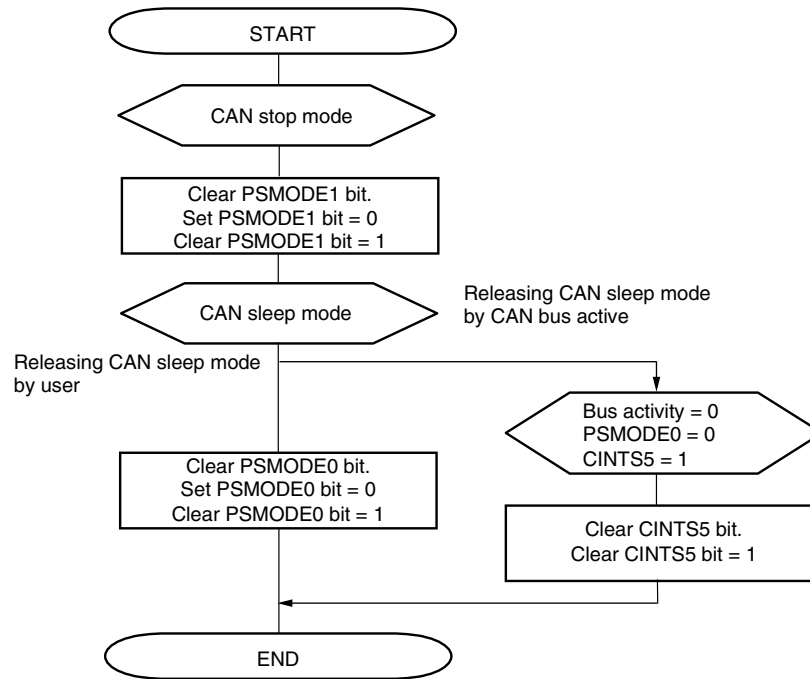 START
CAN stop mode
Clear PSMODE1 bit.
Set PSMODE1 bit = 0
Clear PSMODE1 bit = 1
CAN sleep mode
Releasing CAN sleep mode
by CAN bus active
Releasing CAN sleep mode
by user
Bus activity = 0
PSMODE0 = 0
CINTS5 = 1
Clear PSMODE0 bit.
Set PSMODE0 bit = 0
Clear PSMODE0 bit = 1
Clear CINTS5 bit.
Clear CINTS5 bit = 1
END